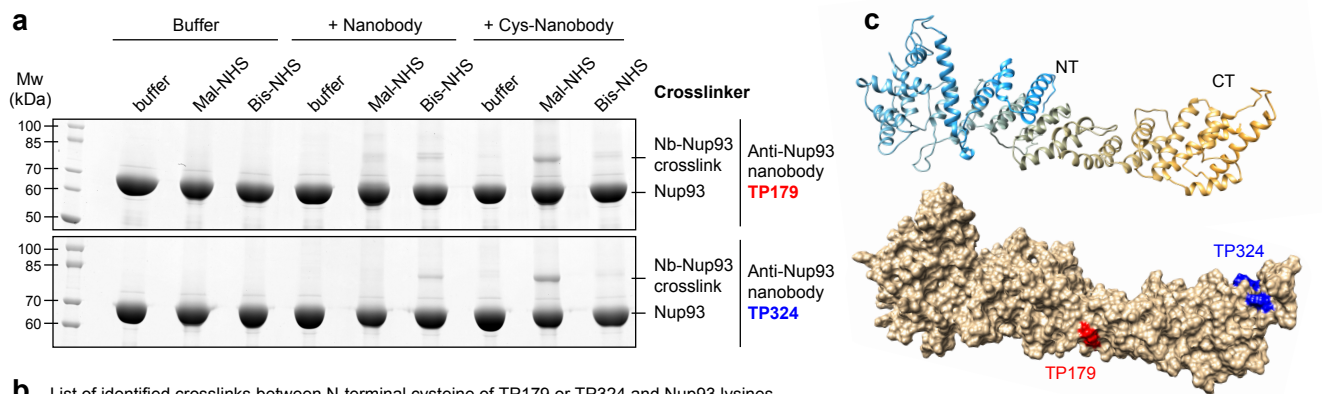 a
Buffer + Nanobody + Cys-Nanobody
Mw (kDa)
buffer Mal-NHS Bis-NHS buffer Mal-NHS Bis-NHS buffer Mal-NHS Bis-NHS Crosslinker
100
85
70
60
50
Nb-Nup93 crosslink
Nup93
Anti-Nup93 nanobody TP179
100
85
70
60
Nb-Nup93 crosslink
Nup93
Anti-Nup93 nanobody TP324
c
NT
CT
TP324
TP179
b List of identified crosslinks between N-terminal cysteine of TP179 or TP324 and Nup93 lysines